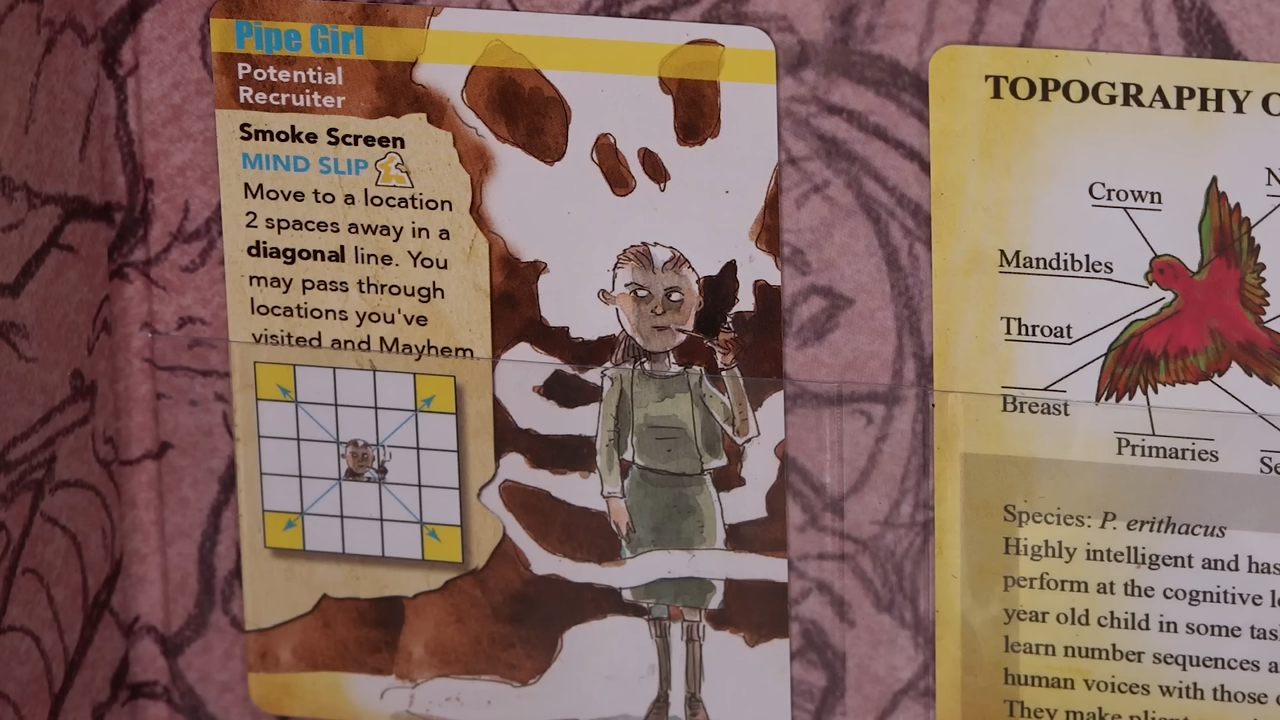 Pipe Girl
Potential
Recruiter
Smoke Screen
MIND SLIP
Move to a location
2 spaces away in a
diagonal line. You
may pass through
locations you've
visited and Mayhem
TOPOGRAPHY
Crown
Mandibles
Throat
Breast
Primaries
Species: P. erithacus
Highly intelligent and has
perform at the cognitive
year old child in some
learn number sequences
human voices with those
They make